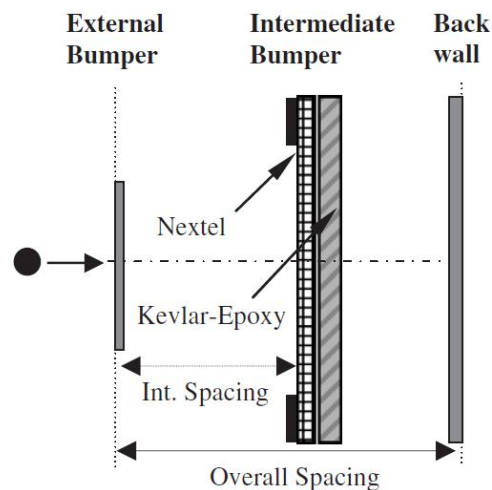 External
Bumper
Intermediate
Bumper
Back
wall
Nextel
Kevlar-Epoxy
Int. Spacing
Overall Spacing